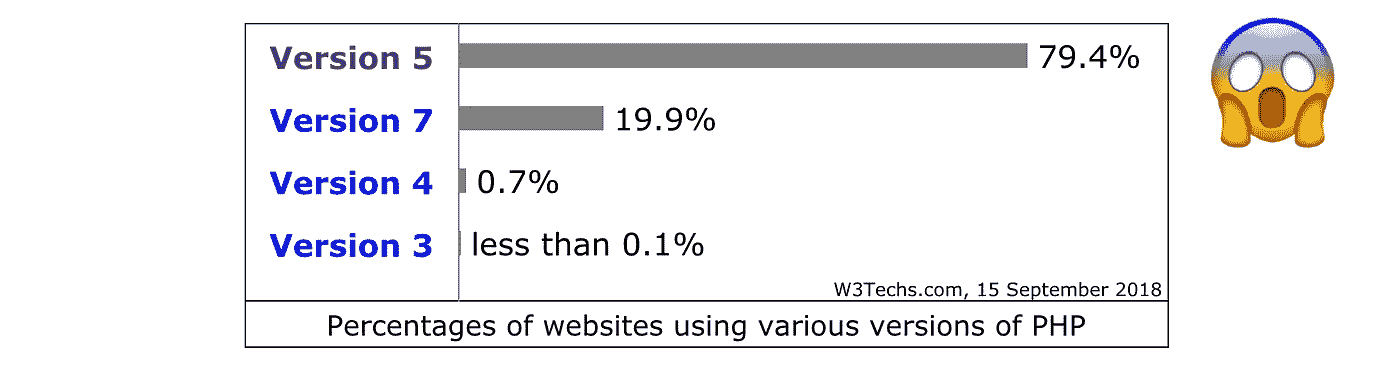 Version 5 79.4%
Version 7 19.9%
Version 4 0.7%
Version 3 less than 0.1%
W3Techs.com, 15 September 2018
Percentages of websites using various versions of PHP